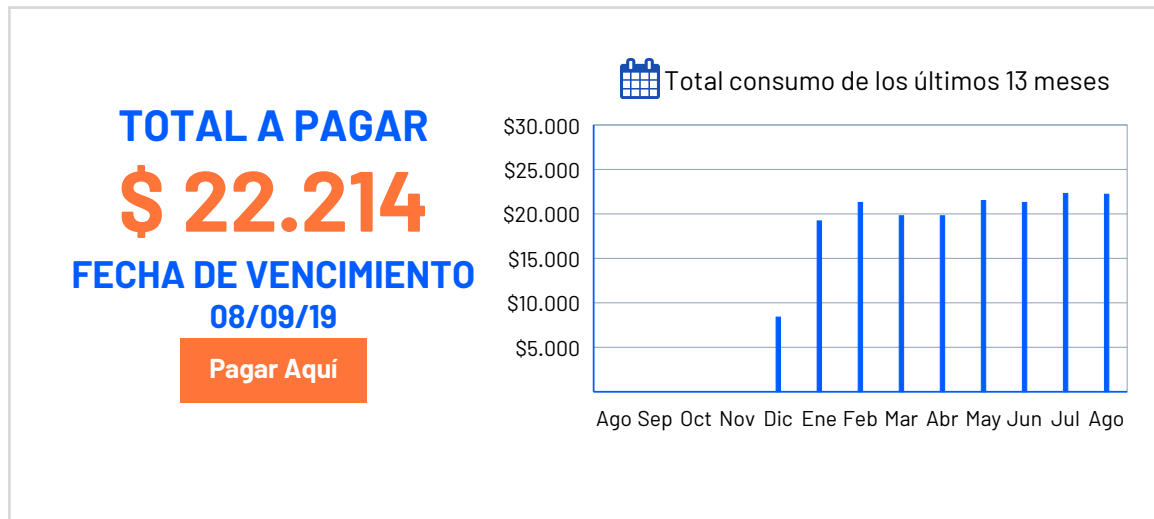 TOTAL A PAGAR
$ 22.214
FECHA DE VENCIMIENTO
08/09/19
Pagar Aquí
Total consumo de los últimos 13 meses
$30.000
$25.000
$20.000
$15.000
$10.000
$5.000
Ago Sep Oct Nov Dic Ene Feb Mar Abr May Jun Jul Ago